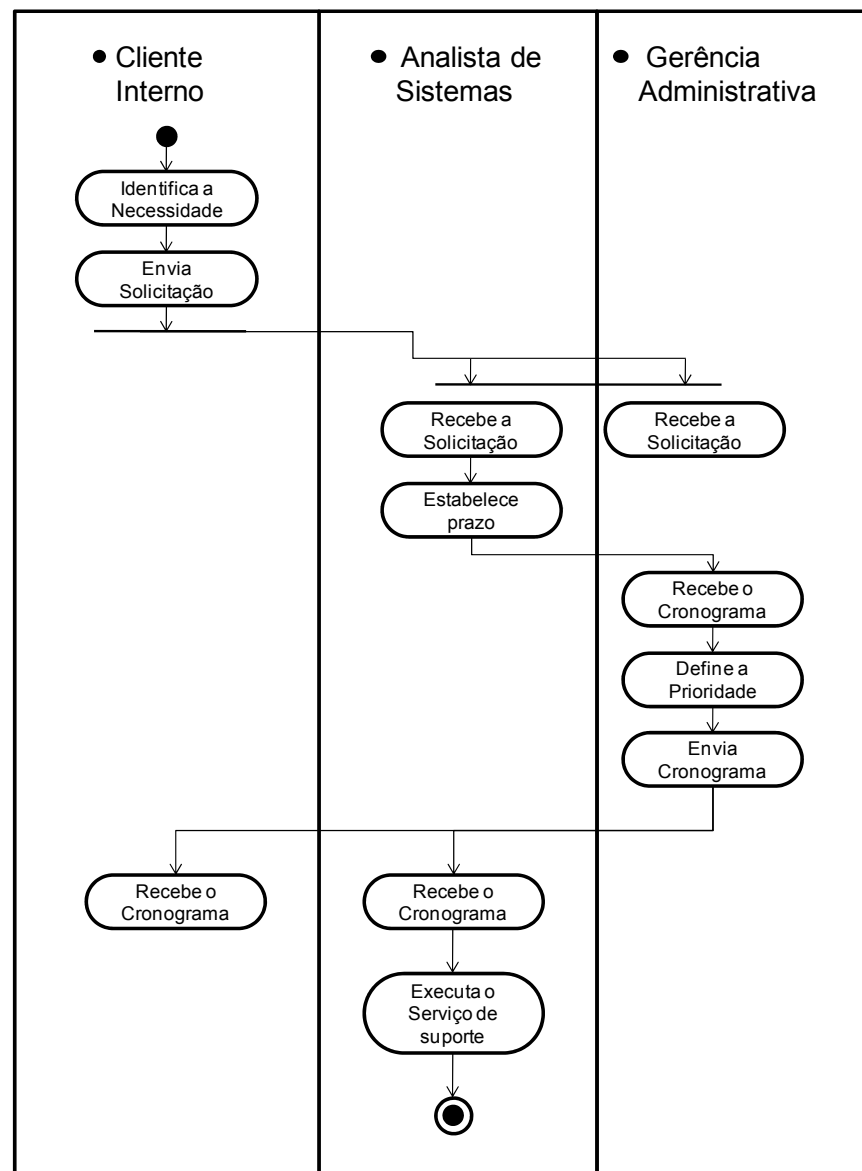 Cliente
Interno
Analista de
Sistemas
Gerência
Administrativa
Identifica a
Necessidade
Envia
Solicitação
Recebe a
Solicitação
Recebe a
Solicitação
Estabelece
prazo
Recebe o
Cronograma
Define a
Prioridade
Envia
Cronograma
Recebe o
Cronograma
Recebe o
Cronograma
Executa o
Serviço de
suporte